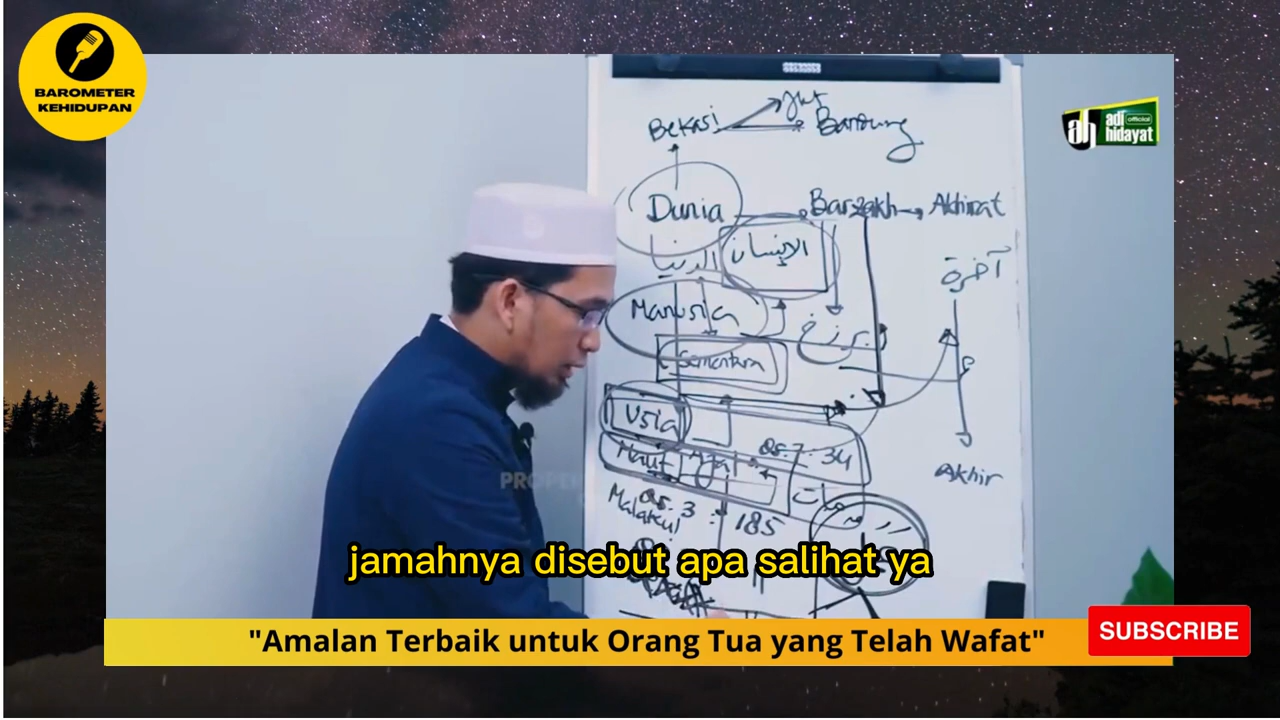 BAROMETER
KEHIDUPAN
adi official
hidayat
Bekasi
Bandung
Dunia
Barzakh
Akhirat
الدنيا
الإنسان
آخرة
Manusia
برزخ
Sementara
Usia
Maut
Ajal
Qs. 7 : 34
Akhir
Qs. 3 : 185
Malaikul
مات
jamahnya disebut apa salihat ya
"Amalan Terbaik untuk Orang Tua yang Telah Wafat"
SUBSCRIBE